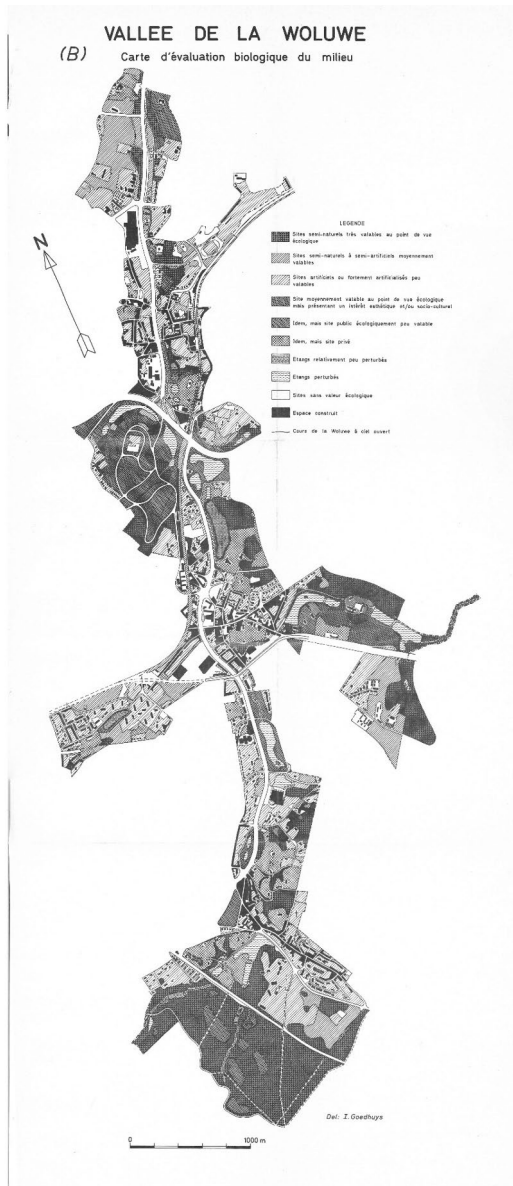 VALLEE DE LA WOLUWE
(B) Carte d'évaluation biologique du milieu
N
LEGENDE
Sites semi-naturels très valables au point de vue
écologique
Sites semi-naturels à semi-artificiels moyennement
valables
Sites artificiels ou fortement artificialisés peu
valables
Site moyennement valable au point de vue écologique
mais présentant un intérêt esthétique et/ou socio-culturel
Idem, mais site public écologiquement peu valable
Idem, mais site privé
Etangs relativement peu perturbés
Etangs perturbés
Sites sans valeur écologique
Espace construit
Cours de la Woluwe à ciel ouvert
Del: I. Goedhuys
0 1000 m